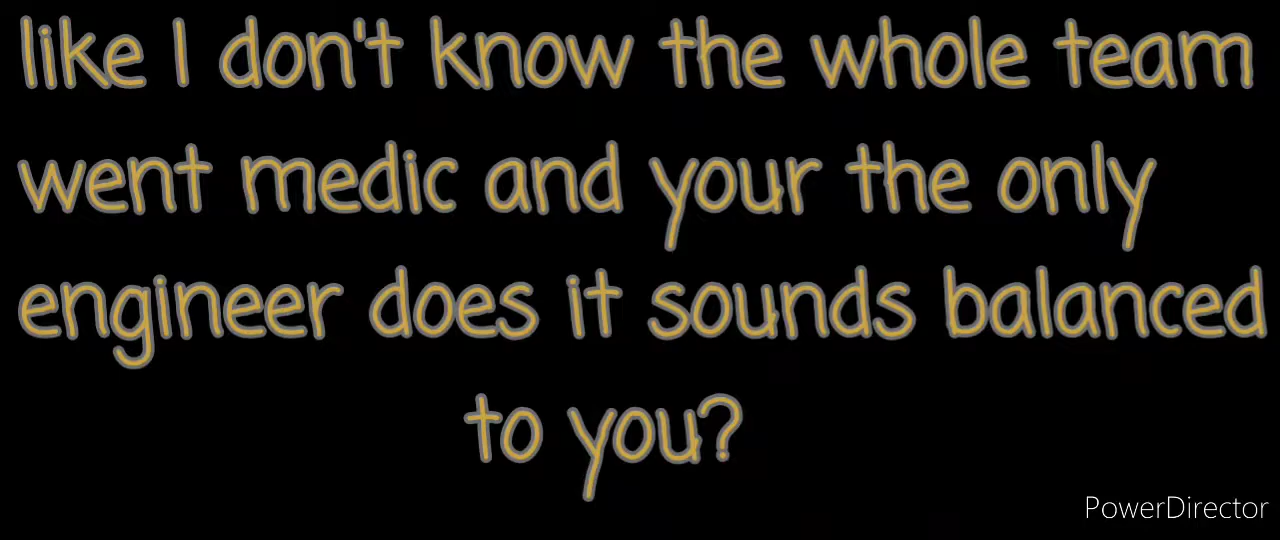 like I don't know the whole team
went medic and your the only
engineer does it sounds balanced
to you?
PowerDirector